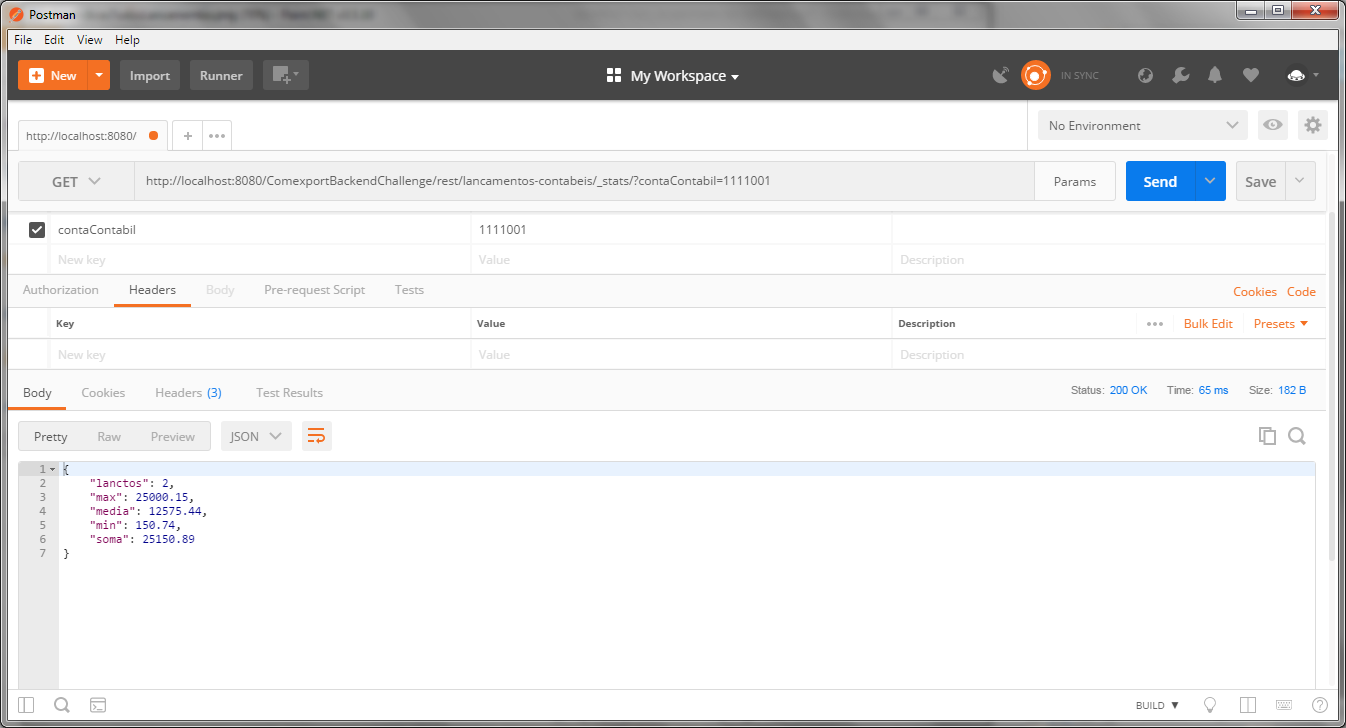 Postman
File Edit View Help
New Import Runner My Workspace IN SYNC
http://localhost:8080/ + ••• No Environment
GET http://localhost:8080/ComexportBackendChallenge/rest/lancamentos-contabeis/_stats/?contaContabil=1111001 Params Send Save
contaContabil 1111001
New key Value Description
Authorization Headers Body Pre-request Script Tests Cookies Code
Key Value Description ••• Bulk Edit Presets
New key Value Description
Body Cookies Headers (3) Test Results Status: 200 OK Time: 65 ms Size: 182 B
Pretty Raw Preview JSON
1 {
2 "lanctos": 2,
3 "max": 25000.15,
4 "media": 12575.44,
5 "min": 150.74,
6 "soma": 25150.89
7 }
BUILD